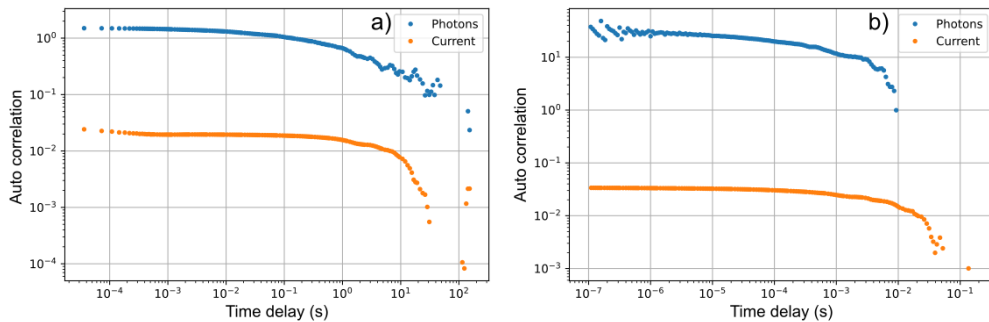 a)
Photons
Current
10^0
10^-1
10^-2
10^-3
10^-4
Auto correlation
10^-4 10^-3 10^-2 10^-1 10^0 10^1 10^2
Time delay (s)
b)
Photons
Current
10^1
10^0
10^-1
10^-2
10^-3
Auto correlation
10^-7 10^-6 10^-5 10^-4 10^-3 10^-2 10^-1
Time delay (s)